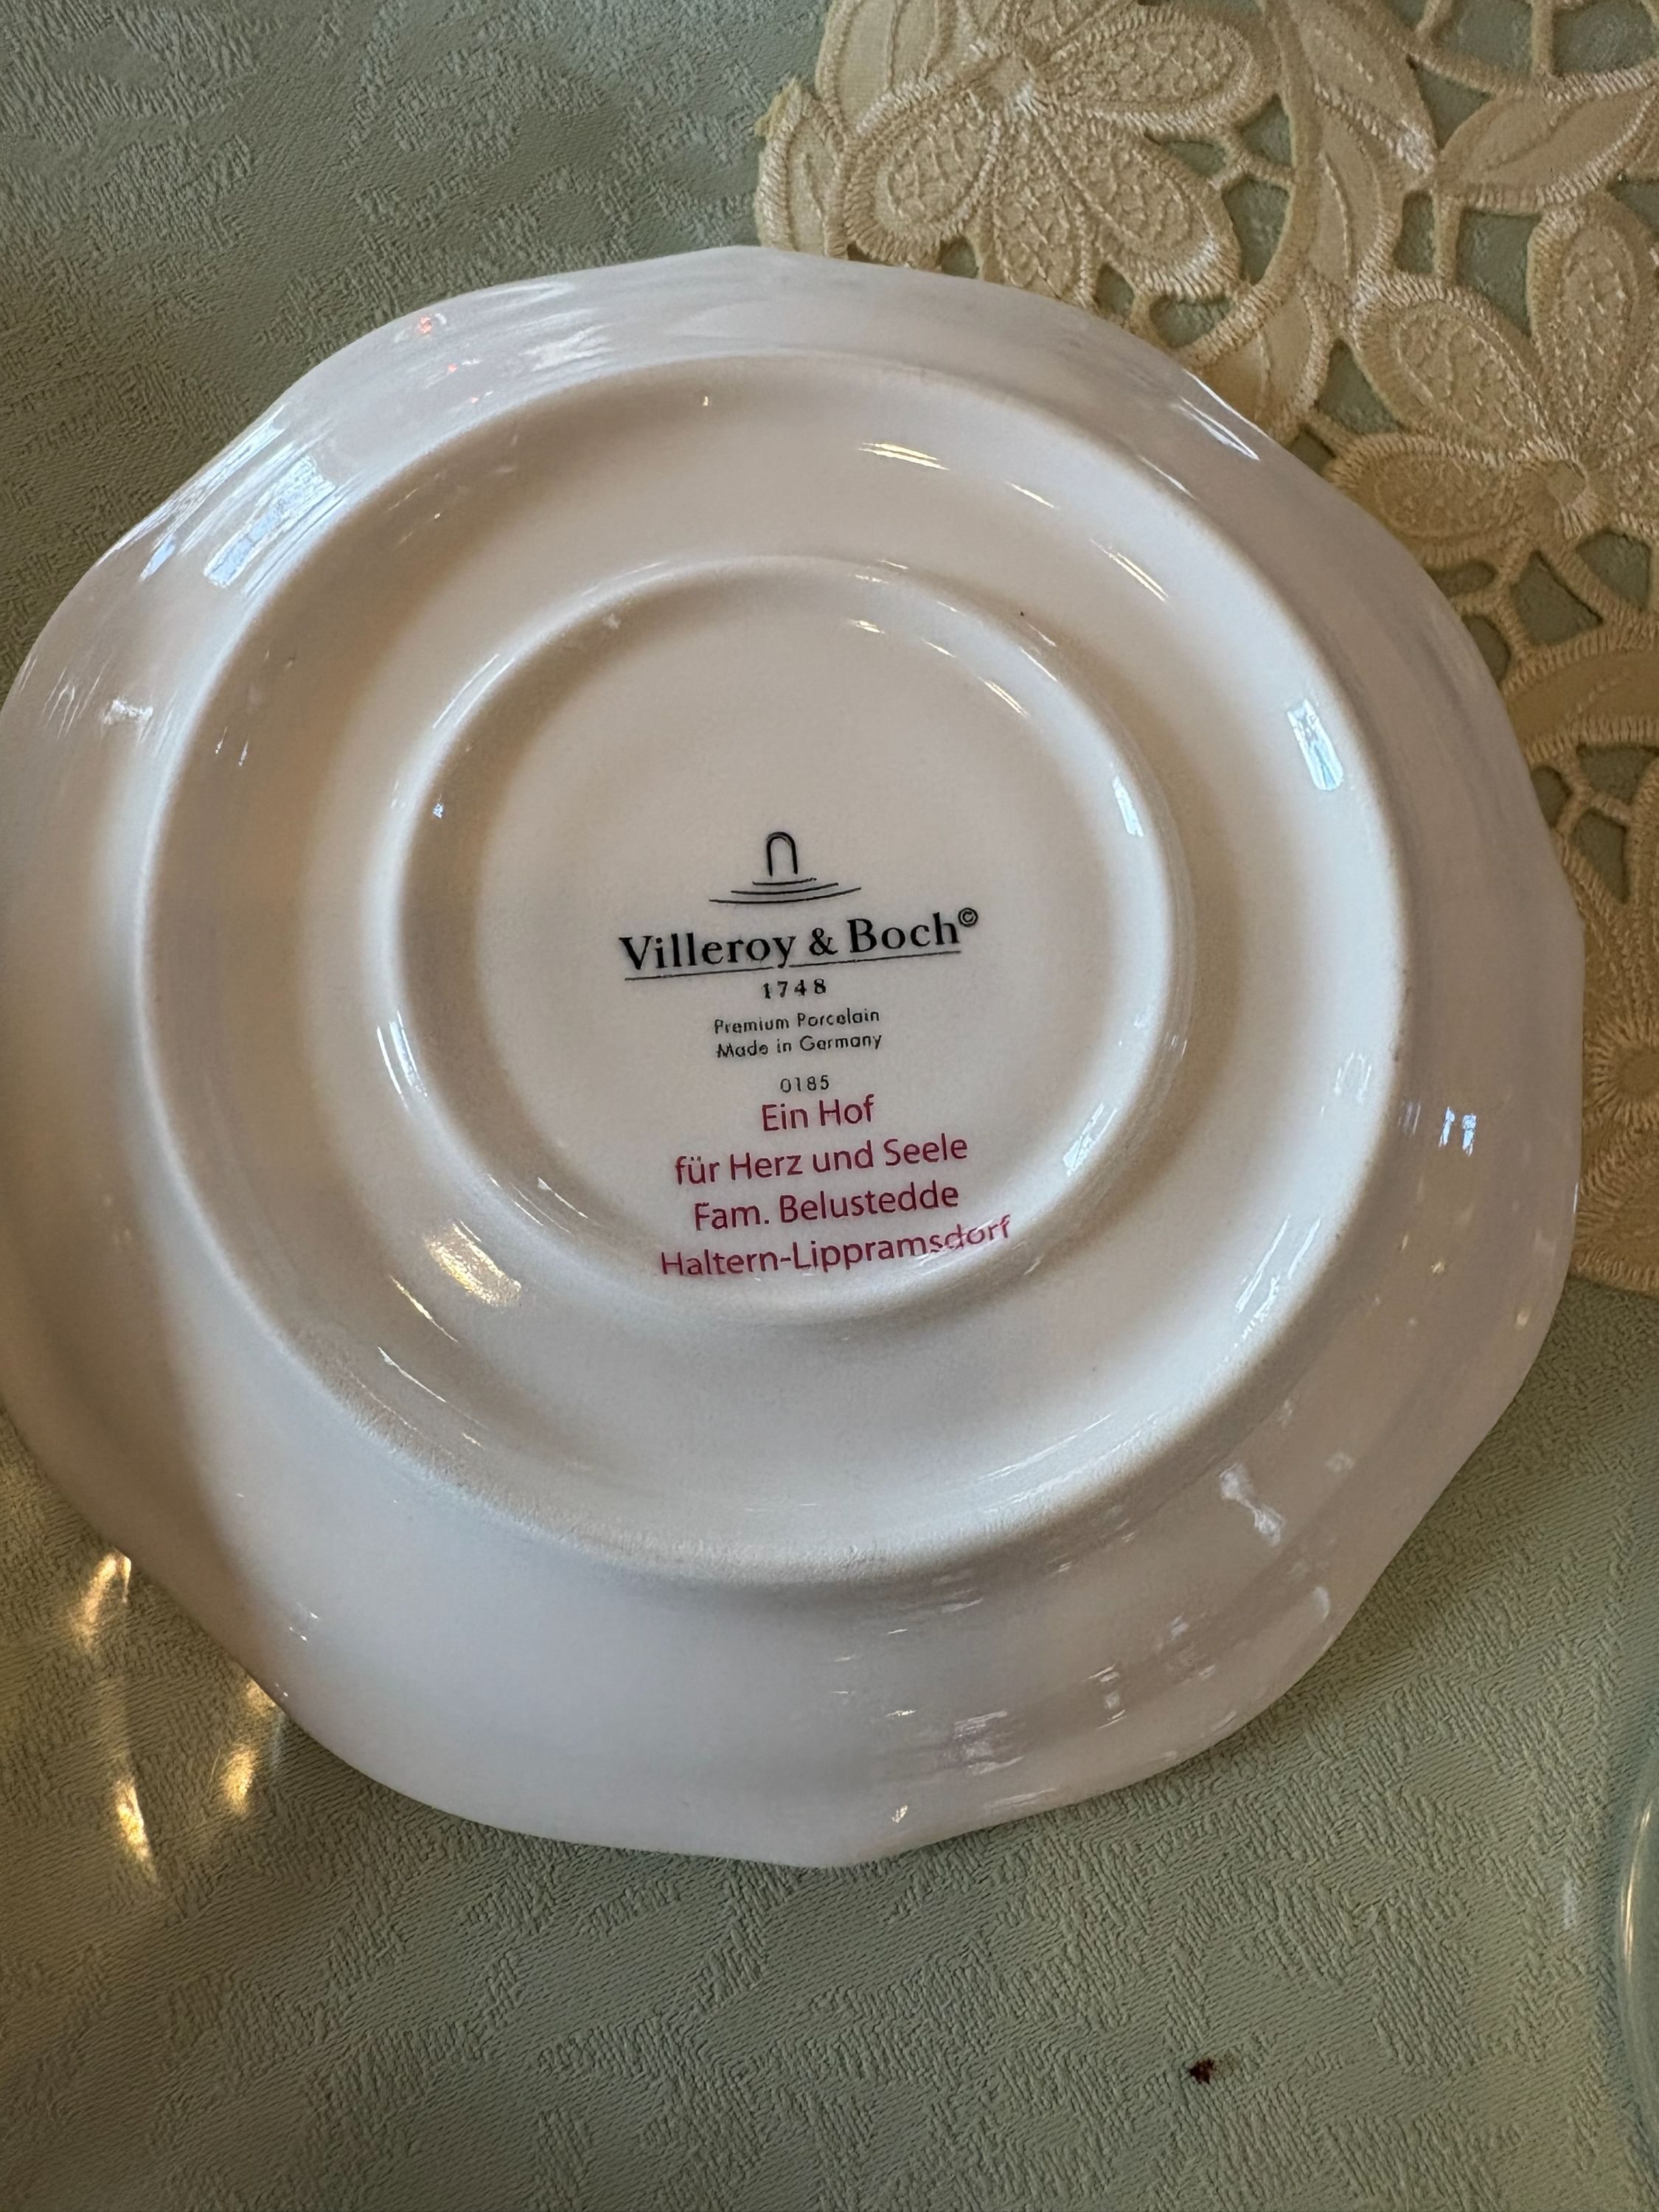 Villeroy & Boch©
1748
Premium Porcelain
Made in Germany
0185
Ein Hof
für Herz und Seele
Fam. Belustedde
Haltern-Lippramsdorf